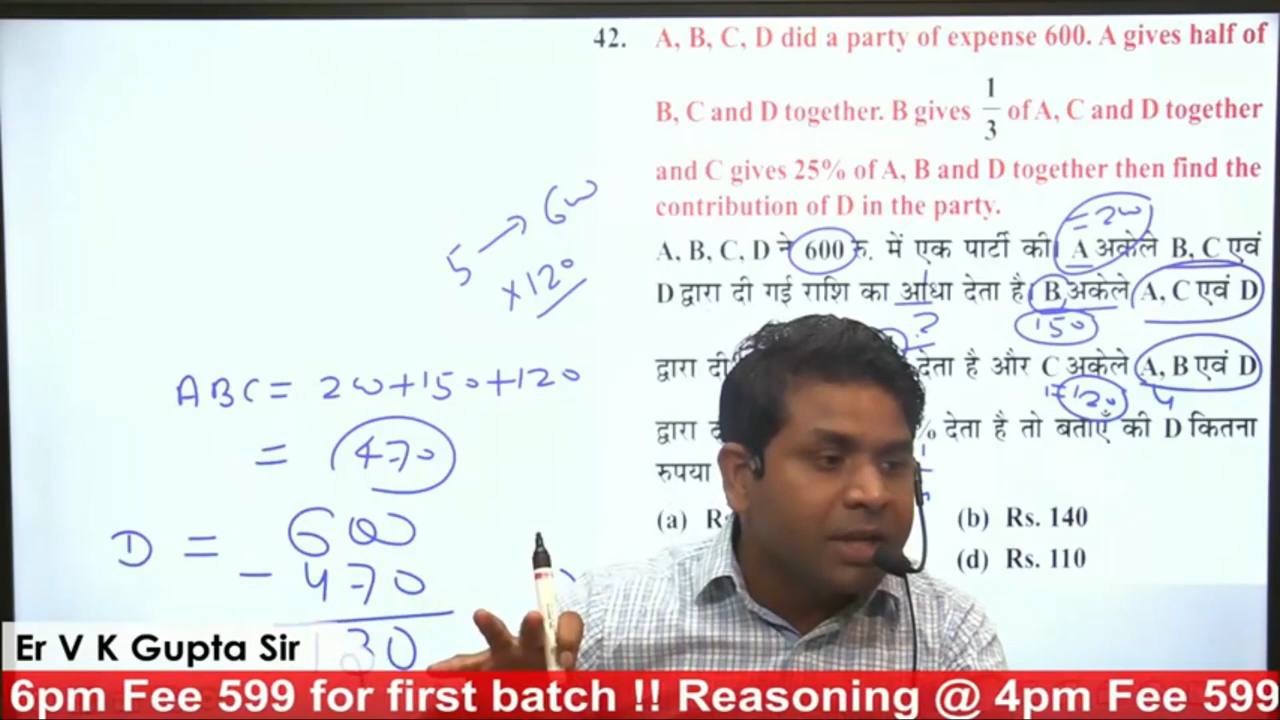 42. A, B, C, D did a party of expense 600. A gives half of
B, C and D together. B gives 1/3 of A, C and D together
and C gives 25% of A, B and D together then find the
contribution of D in the party.
= 200
A, B, C, D ने 600 रु. में एक पार्टी की। A अकेले B, C एवं
D द्वारा दी गई राशि का आधा देता है। B अकेले A, C एवं D
150
?
द्वारा दी देता है और C अकेले A, B एवं D
= 120
4
द्वारा % देता है तो बताएँ की D कितना
रुपया
(a) (b) Rs. 140
(d) Rs. 110
5 → 600
× 120
ABC = 200 + 150 + 120
= 470
D = 600
- 470
130
Er V K Gupta Sir
6pm Fee 599 for first batch !! Reasoning @ 4pm Fee 599